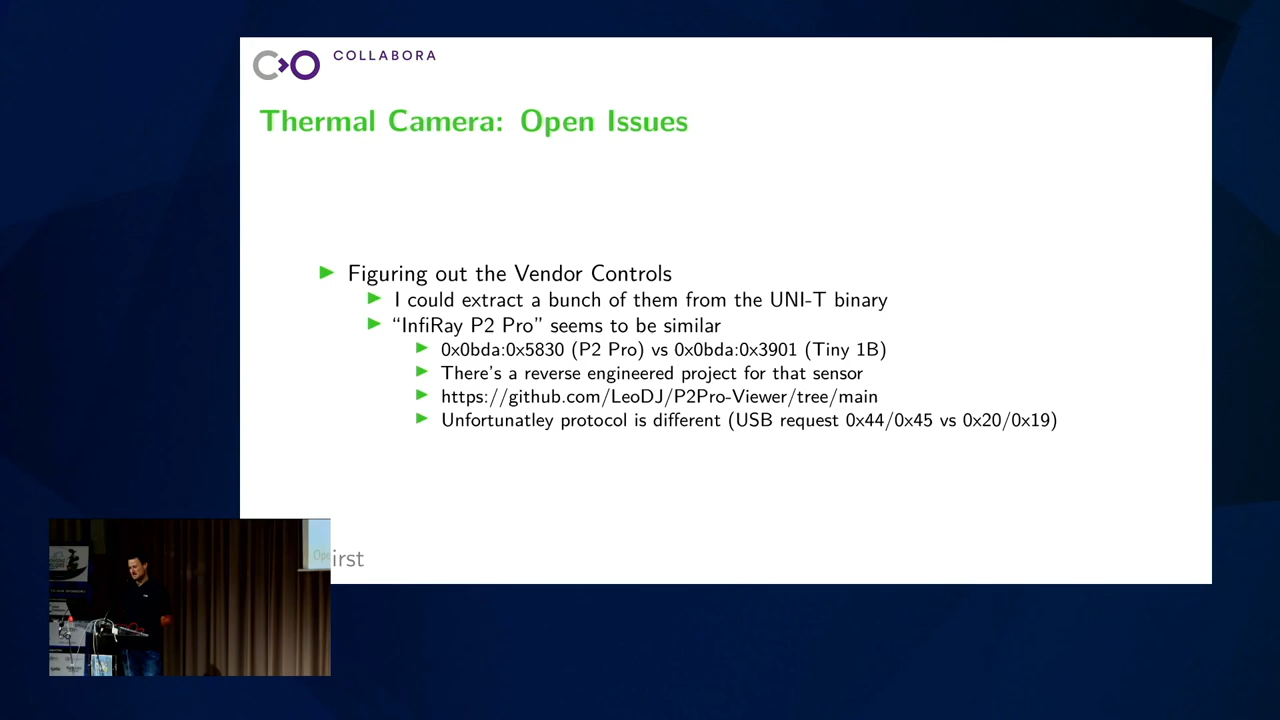 COLLABORA
Thermal Camera: Open Issues
Figuring out the Vendor Controls
I could extract a bunch of them from the UNI-T binary
“InfiRay P2 Pro” seems to be similar
0x0bda:0x5830 (P2 Pro) vs 0x0bda:0x3901 (Tiny 1B)
There's a reverse engineered project for that sensor
https://github.com/LeoDJ/P2Pro-Viewer/tree/main
Unfortunatley protocol is different (USB request 0x44/0x45 vs 0x20/0x19)
irst